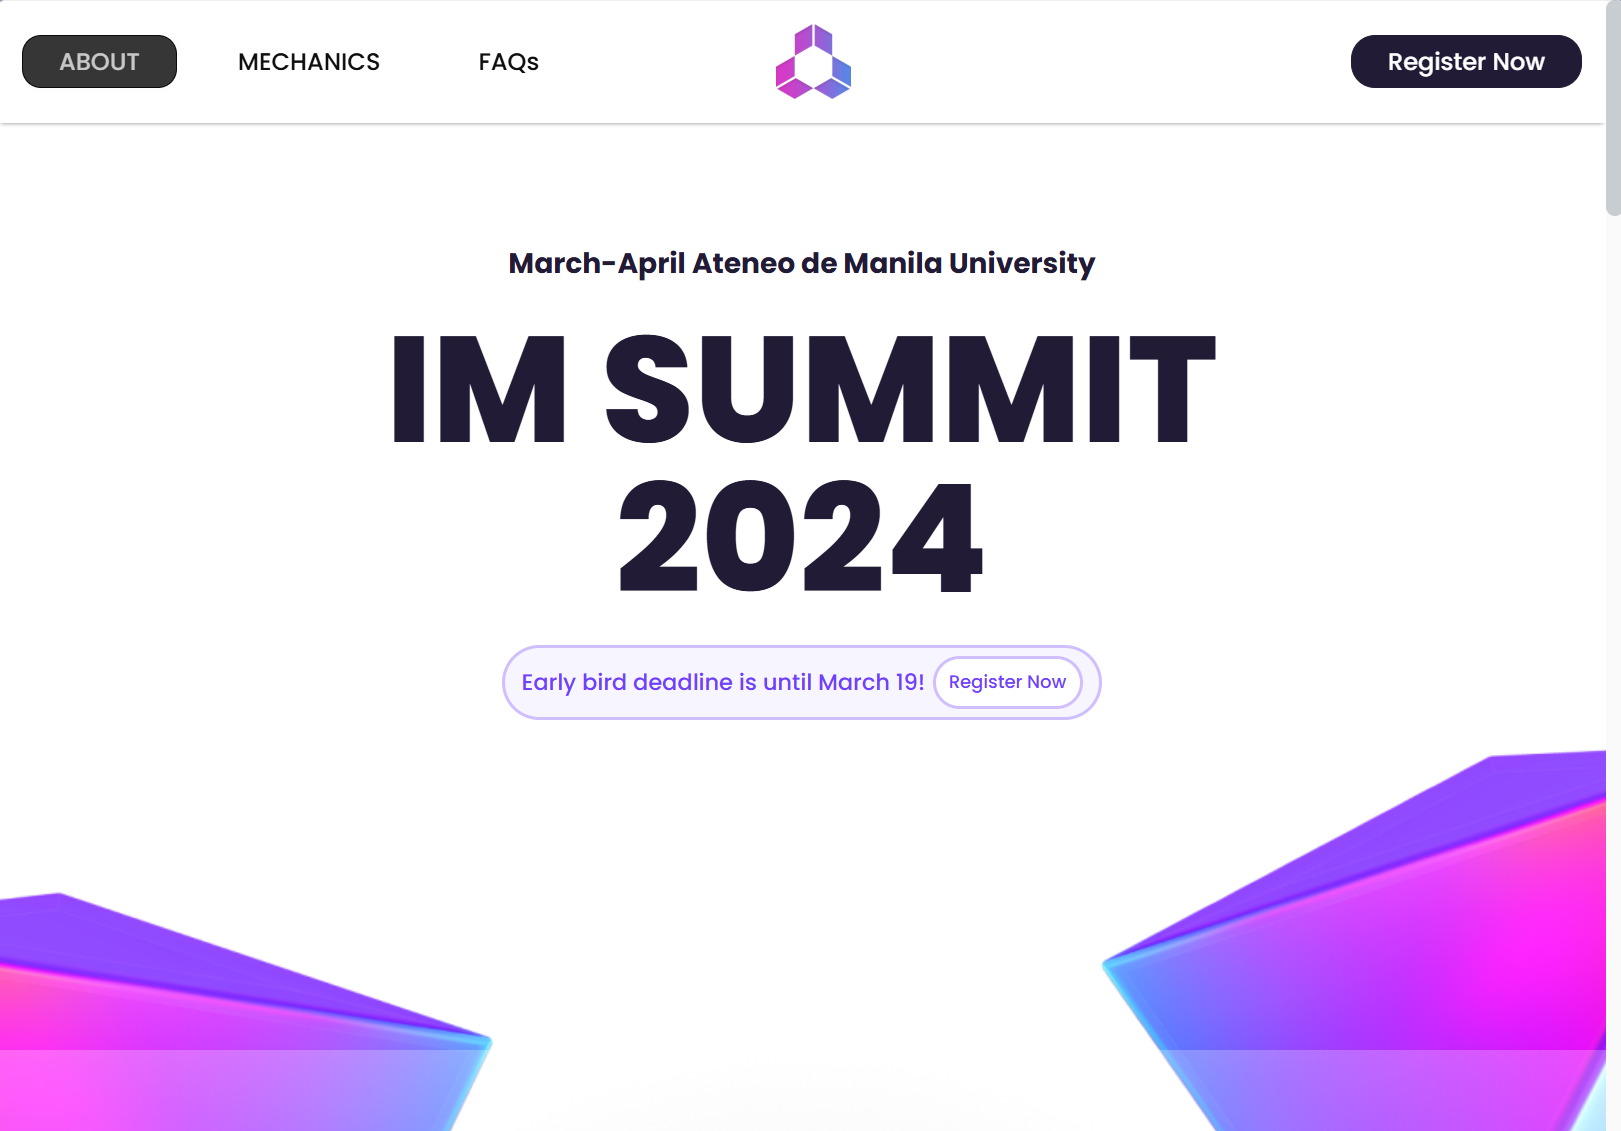 ABOUT
MECHANICS
FAQs
Register Now
March-April Ateneo de Manila University
IM SUMMIT
2024
Early bird deadline is until March 19!
Register Now